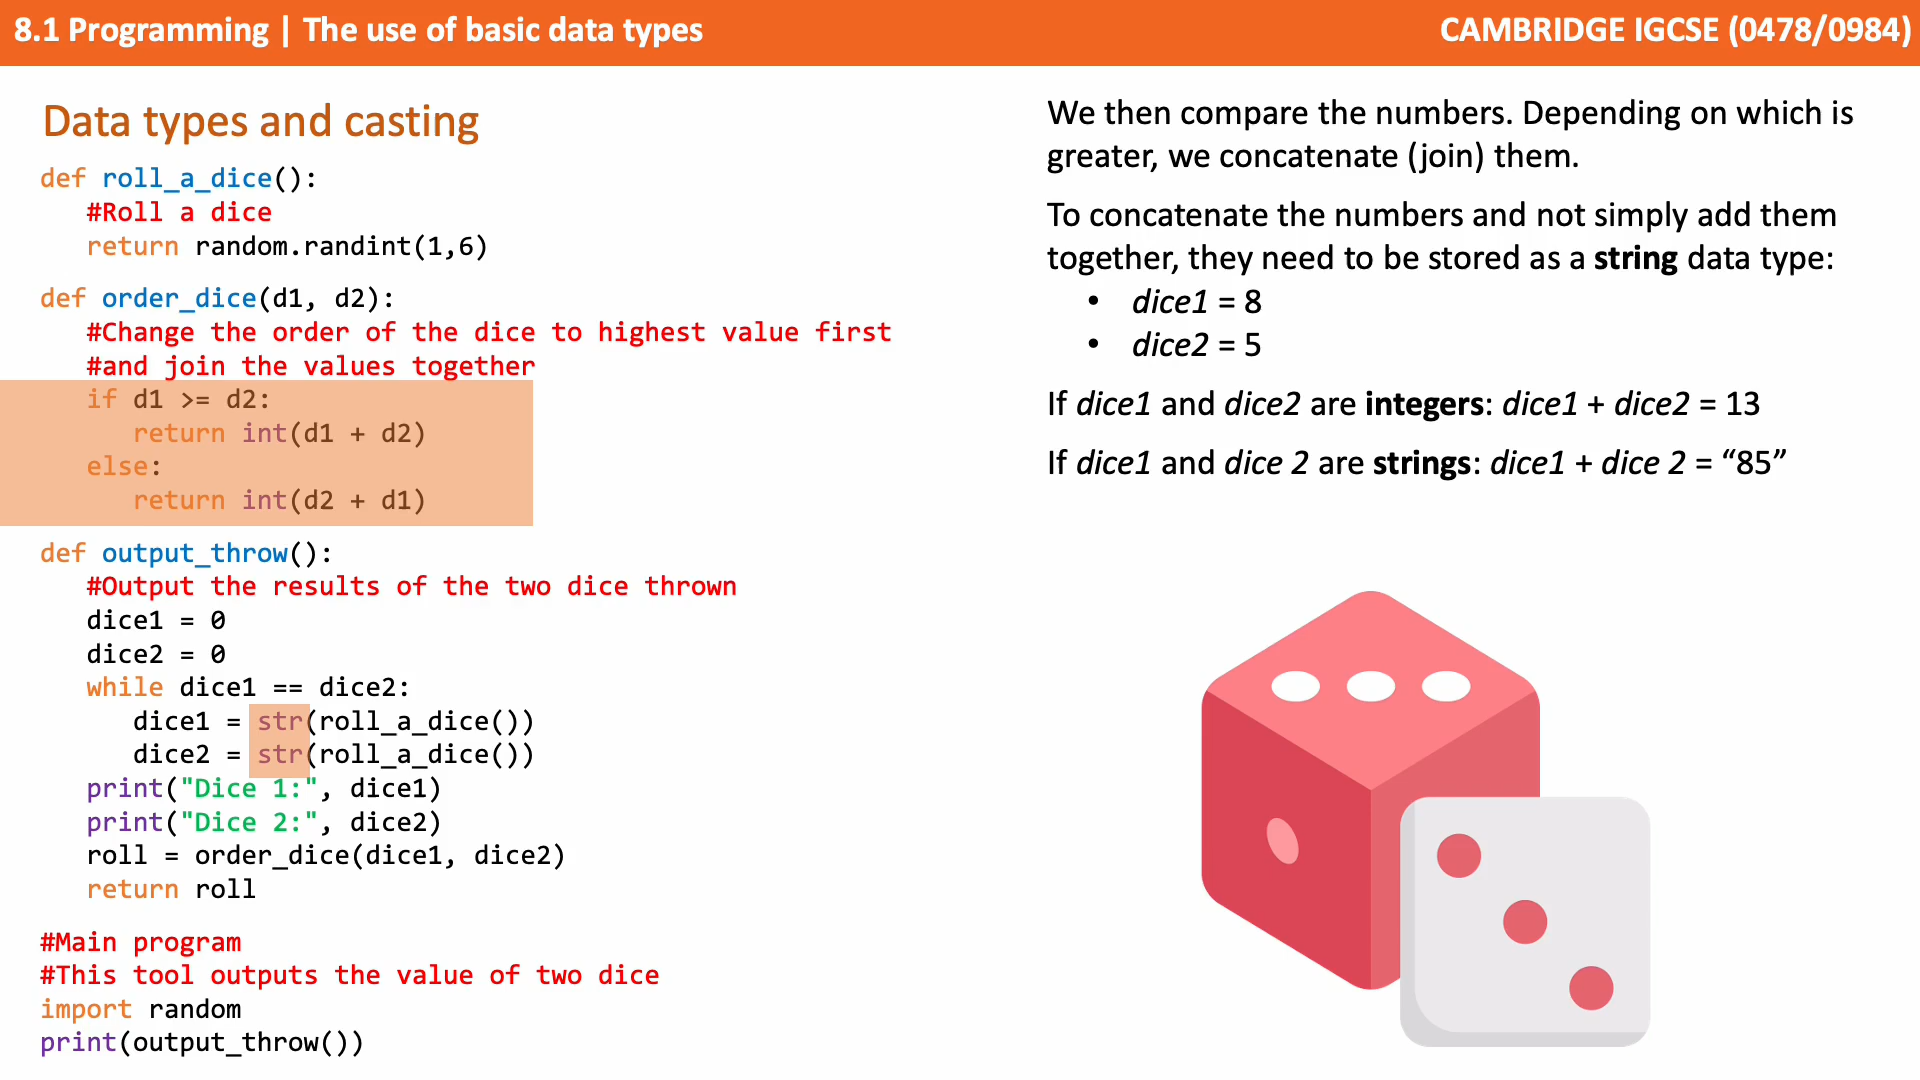 8.1 Programming | The use of basic data types
CAMBRIDGE IGCSE (0478/0984)
Data types and casting
def roll_a_dice():
   #Roll a dice
   return random.randint(1,6)
def order_dice(d1, d2):
   #Change the order of the dice to highest value first
   #and join the values together
   if d1 >= d2:
      return int(d1 + d2)
   else:
      return int(d2 + d1)
def output_throw():
   #Output the results of the two dice thrown
   dice1 = 0
   dice2 = 0
   while dice1 == dice2:
      dice1 = str(roll_a_dice())
      dice2 = str(roll_a_dice())
   print("Dice 1:", dice1)
   print("Dice 2:", dice2)
   roll = order_dice(dice1, dice2)
   return roll
#Main program
#This tool outputs the value of two dice
import random
print(output_throw())
We then compare the numbers. Depending on which is
greater, we concatenate (join) them.
To concatenate the numbers and not simply add them
together, they need to be stored as a string data type:
• dice1 = 8
• dice2 = 5
If dice1 and dice2 are integers: dice1 + dice2 = 13
If dice1 and dice 2 are strings: dice1 + dice 2 = “85”